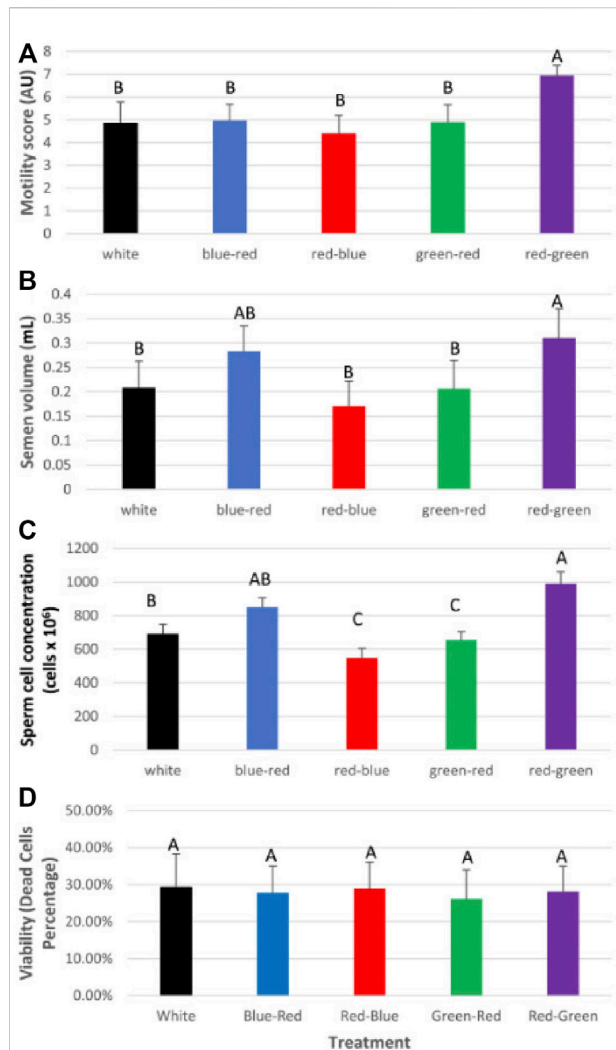 A
Motility score (AU)
8
7
6
5
4
3
2
1
0
B B B B A
white blue-red red-blue green-red red-green
B
Semen volume (mL)
0.4
0.35
0.3
0.25
0.2
0.15
0.1
0.05
0
B AB B B A
white blue-red red-blue green-red red-green
C
Sperm cell concentration
(cells x 10⁶)
1200
1000
800
600
400
200
0
B AB C C A
white blue-red red-blue green-red red-green
D
Viability (Dead Cells
Percentage)
50.00%
40.00%
30.00%
20.00%
10.00%
0.00%
A A A A A
White Blue-Red Red-Blue Green-Red Red-Green
Treatment